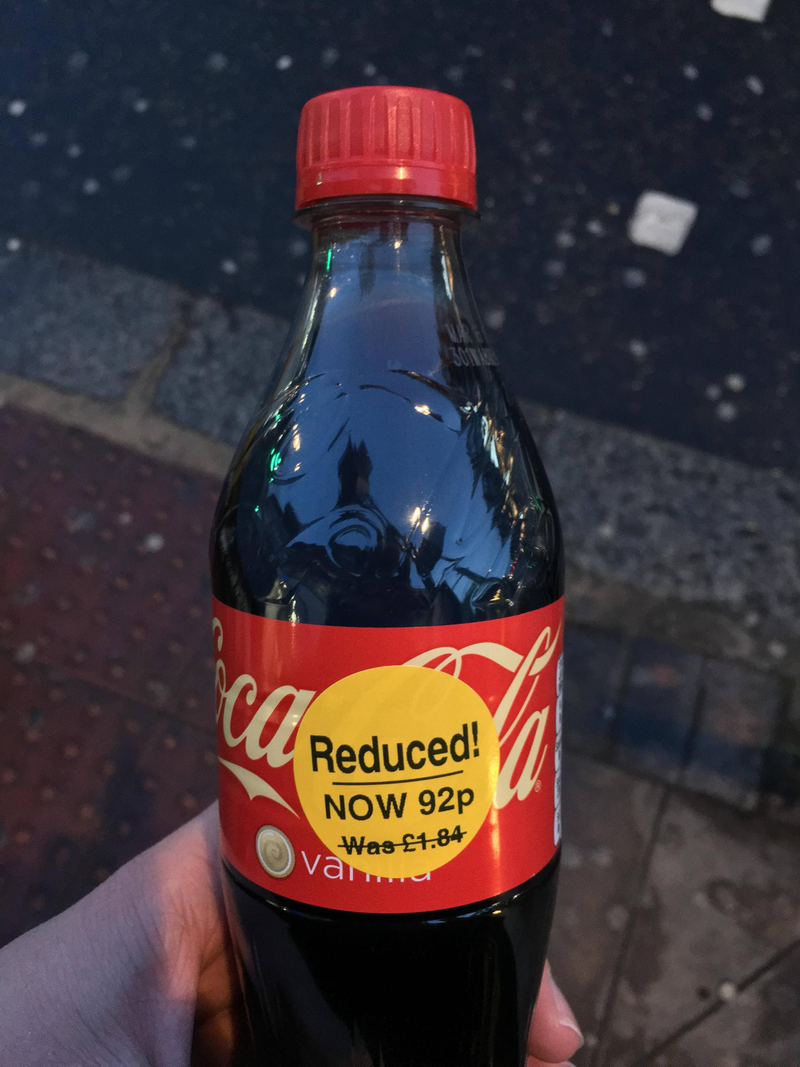 Coca-Cola
Reduced!
NOW 92p
Was £1.84
vanilla